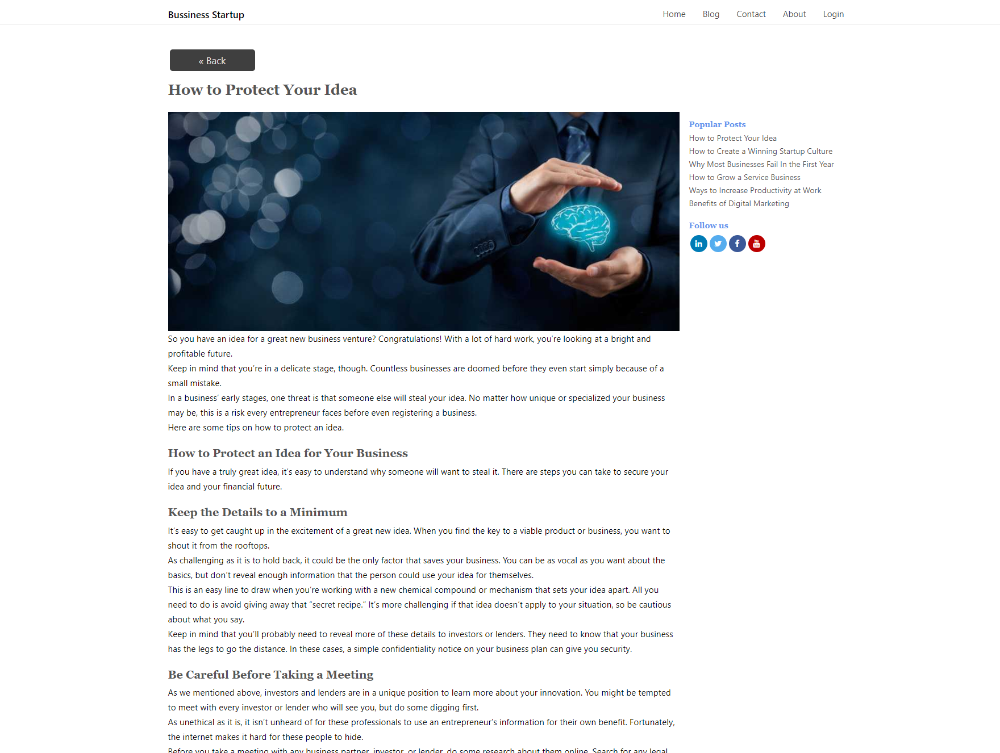 Bussiness Startup
Home Blog Contact About Login
« Back
How to Protect Your Idea
So you have an idea for a great new business venture? Congratulations! With a lot of hard work, you’re looking at a bright and
profitable future.
Keep in mind that you’re in a delicate stage, though. Countless businesses are doomed before they even start simply because of a
small mistake.
In a business’ early stages, one threat is that someone else will steal your idea. No matter how unique or specialized your business
may be, this is a risk every entrepreneur faces before even registering a business.
Here are some tips on how to protect an idea.
How to Protect an Idea for Your Business
If you have a truly great idea, it’s easy to understand why someone will want to steal it. There are steps you can take to secure your
idea and your financial future.
Keep the Details to a Minimum
It’s easy to get caught up in the excitement of a great new idea. When you find the key to a viable product or business, you want to
shout it from the rooftops.
As challenging as it is to hold back, it could be the only factor that saves your business. You can be as vocal as you want about the
basics, but don’t reveal enough information that the person could use your idea for themselves.
This is an easy line to draw when you’re working with a new chemical compound or mechanism that sets your idea apart. All you
need to do is avoid giving away that “secret recipe.” It’s more challenging if that idea doesn’t apply to your situation, so be cautious
about what you say.
Keep in mind that you’ll probably need to reveal more of these details to investors or lenders. They need to know that your business
has the legs to go the distance. In these cases, a simple confidentiality notice on your business plan can give you security.
Be Careful Before Taking a Meeting
As we mentioned above, investors and lenders are in a unique position to learn more about your innovation. You might be tempted
to meet with every investor or lender who will see you, but do some digging first.
As unethical as it is, it isn’t unheard of for these professionals to use an entrepreneur’s information for their own benefit. Fortunately,
the internet makes it hard for these people to hide.
Before you take a meeting with any business partner, investor, or lender, do some research about them online. Search for any legal
Popular Posts
How to Protect Your Idea
How to Create a Winning Startup Culture
Why Most Businesses Fail In the First Year
How to Grow a Service Business
Ways to Increase Productivity at Work
Benefits of Digital Marketing
Follow us
in f You Tube